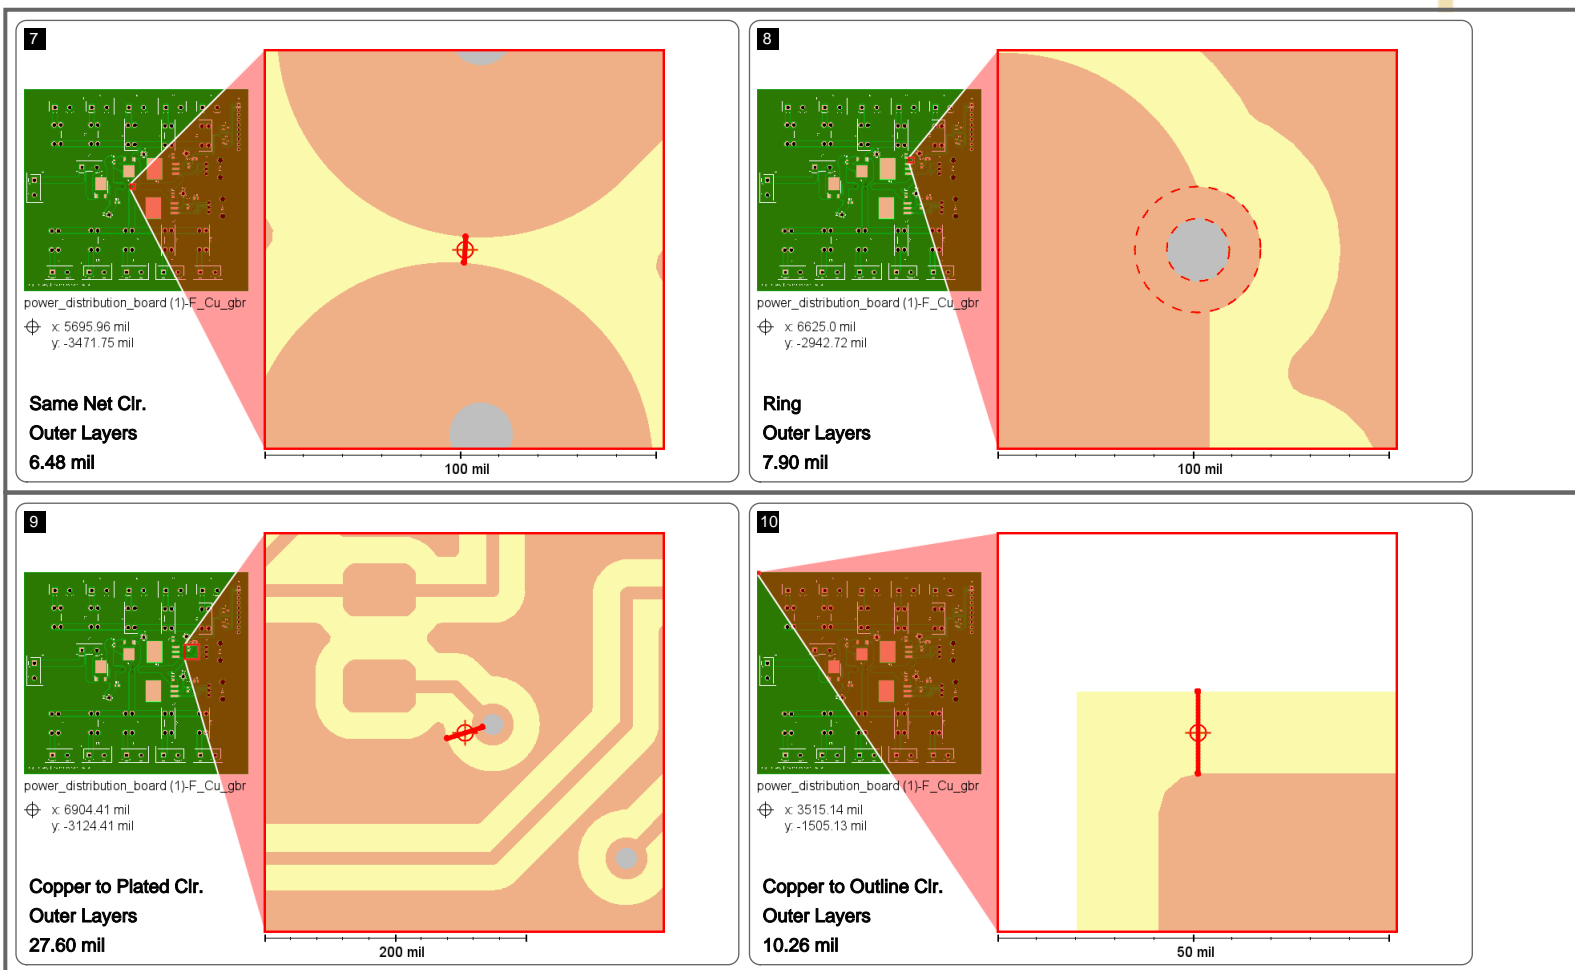 7
power_distribution_board (1)-F_Cu_gbr
x: 5695.96 mil
y: -3471.75 mil
Same Net Clr.
Outer Layers
6.48 mil
100 mil
8
power_distribution_board (1)-F_Cu_gbr
x: 6625.0 mil
y: -2942.72 mil
Ring
Outer Layers
7.90 mil
100 mil
9
power_distribution_board (1)-F_Cu_gbr
x: 6904.41 mil
y: -3124.41 mil
Copper to Plated Clr.
Outer Layers
27.60 mil
200 mil
10
power_distribution_board (1)-F_Cu_gbr
x: 3515.14 mil
y: -1505.13 mil
Copper to Outline Clr.
Outer Layers
10.26 mil
50 mil